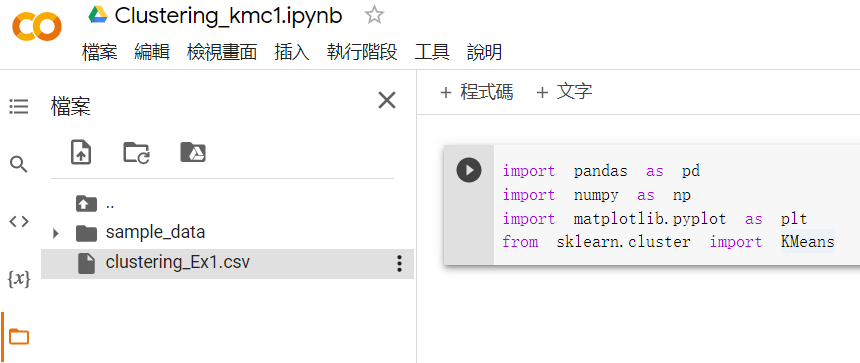 Clustering_kmc1.ipynb
檔案 編輯 檢視畫面 插入 執行階段 工具 說明
檔案
+ 程式碼 + 文字
..
sample_data
clustering_Ex1.csv
{x}
import pandas as pd
import numpy as np
import matplotlib.pyplot as plt
from sklearn.cluster import KMeans